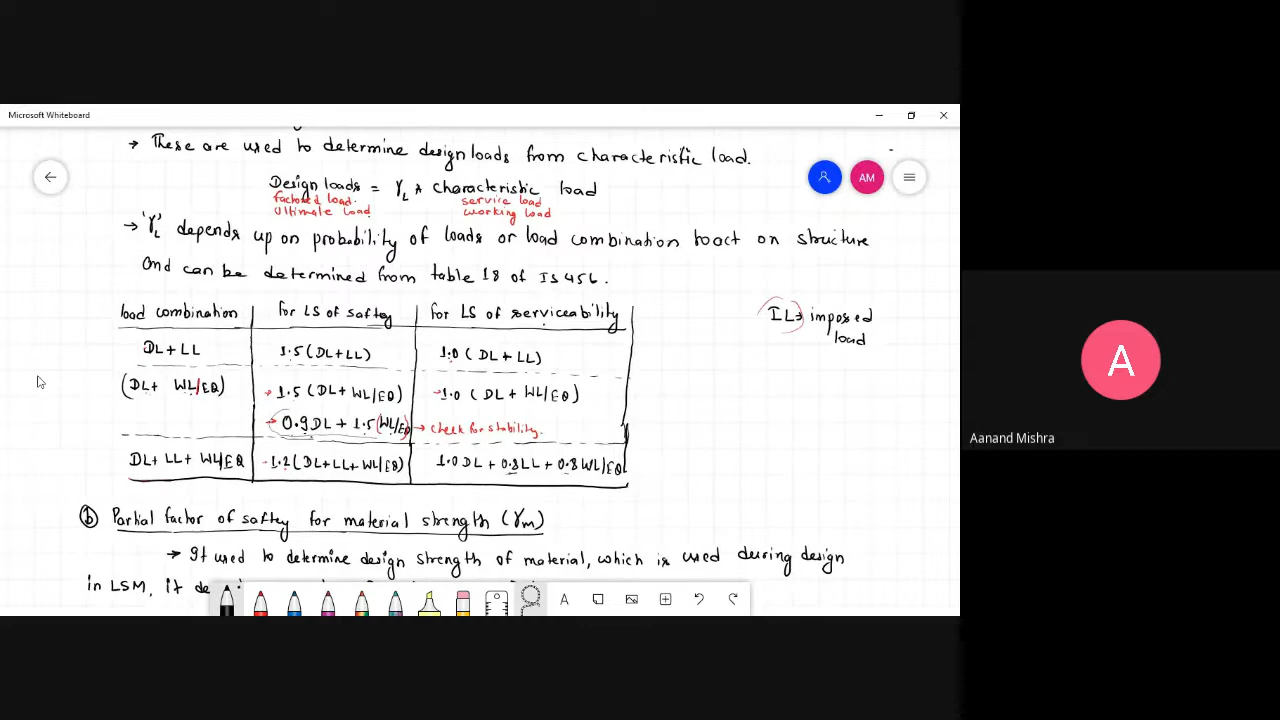 Microsoft Whiteboard
→ These are used to determine design loads from characteristic load.
AM
Design loads = γL * characteristic load
factored load. service load
Ultimate load. working load
→ 'γL' depends up on probability of loads or load combination to act on structure
and can be determined from table 18 of IS 456.
load combination For LS of saftey for LS of serviceability
IL→ imposed
load
DL+LL 1.5(DL+LL) 1.0 (DL+LL)
(DL+ WL/EQ) → 1.5 (DL+WL/EQ) →1.0 (DL + WL/EQ)
→ 0.9DL + 1.5(WL/EQ) → check for stability.
DL+LL+WL/EQ 1.2(DL+LL+WL/EQ) 1.0 DL + 0.8LL + 0.8 WL/EQ
A
Aanand Mishra
(b) Partial factor of saftey for material strength (γm)
→ It used to determine design strength of material, which is used during design
in LSM, it
A